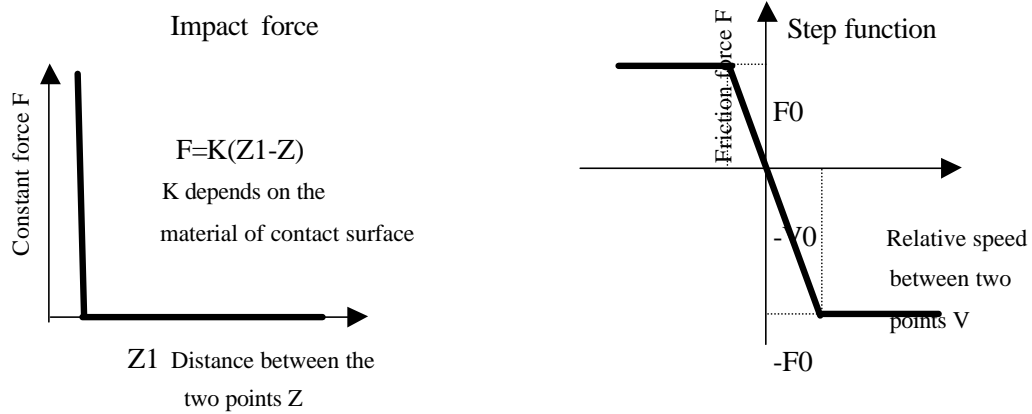 Impact force
Constant force F
F=K(Z1-Z)
K depends on the
material of contact surface
Z1 Distance between the
two points Z
Step function
Friction force F
F0
-V0
Relative speed
between two
points V
-F0